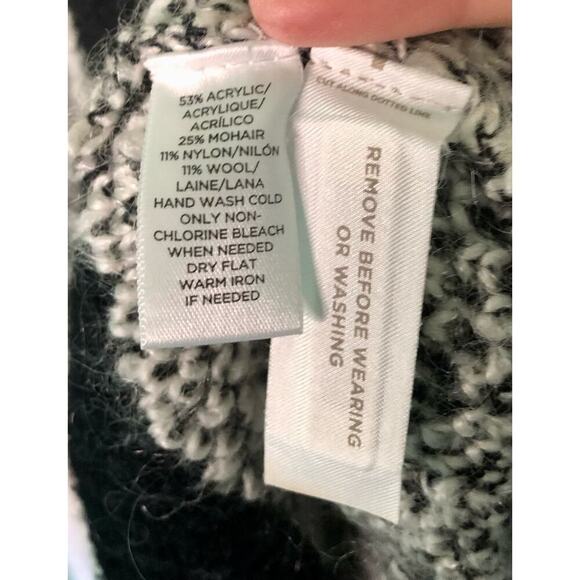 53% ACRYLIC/
ACRYLIQUE/
ACRÍLICO
25% MOHAIR
11% NYLON/NILÓN
11% WOOL/
LAINE/LANA
HAND WASH COLD
ONLY NON-
CHLORINE BLEACH
WHEN NEEDED
DRY FLAT
WARM IRON
IF NEEDED
CUT ALONG DOTTED LINE
REMOVE BEFORE WEARING
OR WASHING